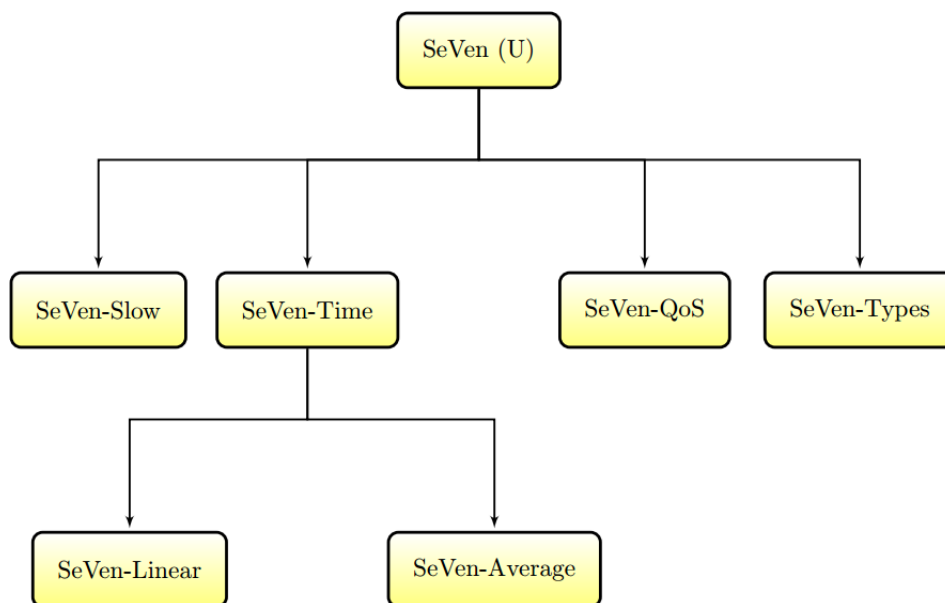 SeVen (U)
SeVen-Slow
SeVen-Time
SeVen-QoS
SeVen-Types
SeVen-Linear
SeVen-Average